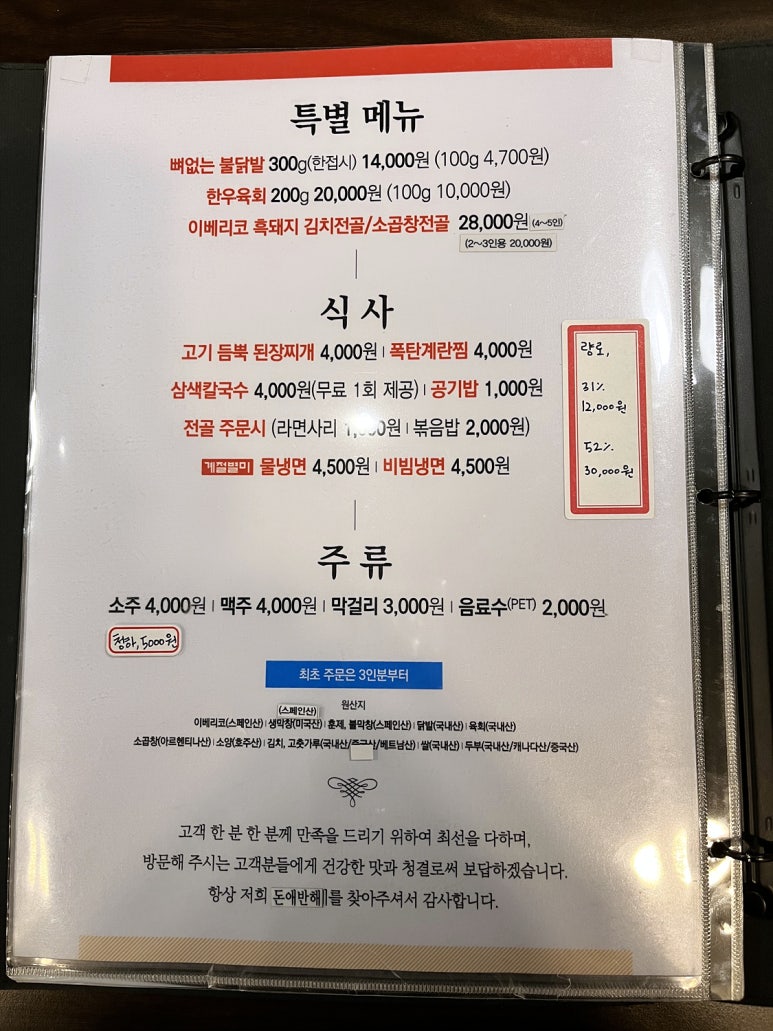 특별 메뉴
뼈없는 불닭발 300g(한접시) 14,000원 (100g 4,700원)
한우육회 200g 20,000원 (100g 10,000원)
이베리코 흑돼지 김치전골/소곱창전골 28,000원 (4~5인)
(2~3인용 20,000원)
식사
고기 듬뿍 된장찌개 4,000원 | 폭탄계란찜 4,000원
삼색칼국수 4,000원(무료 1회 제공) | 공기밥 1,000원
전골 주문시 (라면사리 | 볶음밥 2,000원)
계절별미 물냉면 4,500원 | 비빔냉면 4,500원
량로,
31%
12,000원
52%
30,000원
주류
소주 4,000원 | 맥주 4,000원 | 막걸리 3,000원 | 음료수(PET) 2,000원
청하, 5000원
최초 주문은 3인분부터
원산지
(스페인산)
이베리코(스페인산) | 생막창(미국산) | 훈제, 불막창(스페인산) | 닭발(국내산) | 육회(국내산)
소곱창(아르헨티나산) | 소양(호주산) | 김치, 고춧가루(국내산/중국산/베트남산) | 쌀(국내산) | 두부(국내산/캐나다산/중국산)
고객 한 분 한 분께 만족을 드리기 위하여 최선을 다하며,
방문해 주시는 고객분들에게 건강한 맛과 청결로써 보답하겠습니다.
항상 저희 돈애반해를 찾아주셔서 감사합니다.